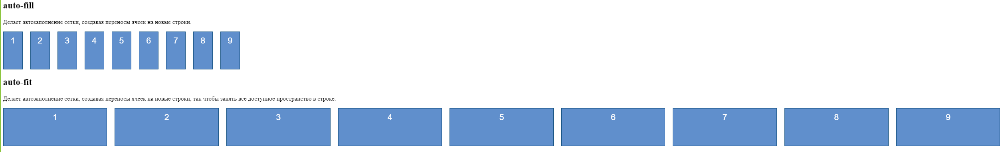 auto-fill
Делает автозаполнение сетки, создавая переносы ячеек на новые строки.
1 2 3 4 5 6 7 8 9
auto-fit
Делает автозаполнение сетки, создавая переносы ячеек на новые строки, так чтобы занять все доступное пространство в строке.
1 2 3 4 5 6 7 8 9